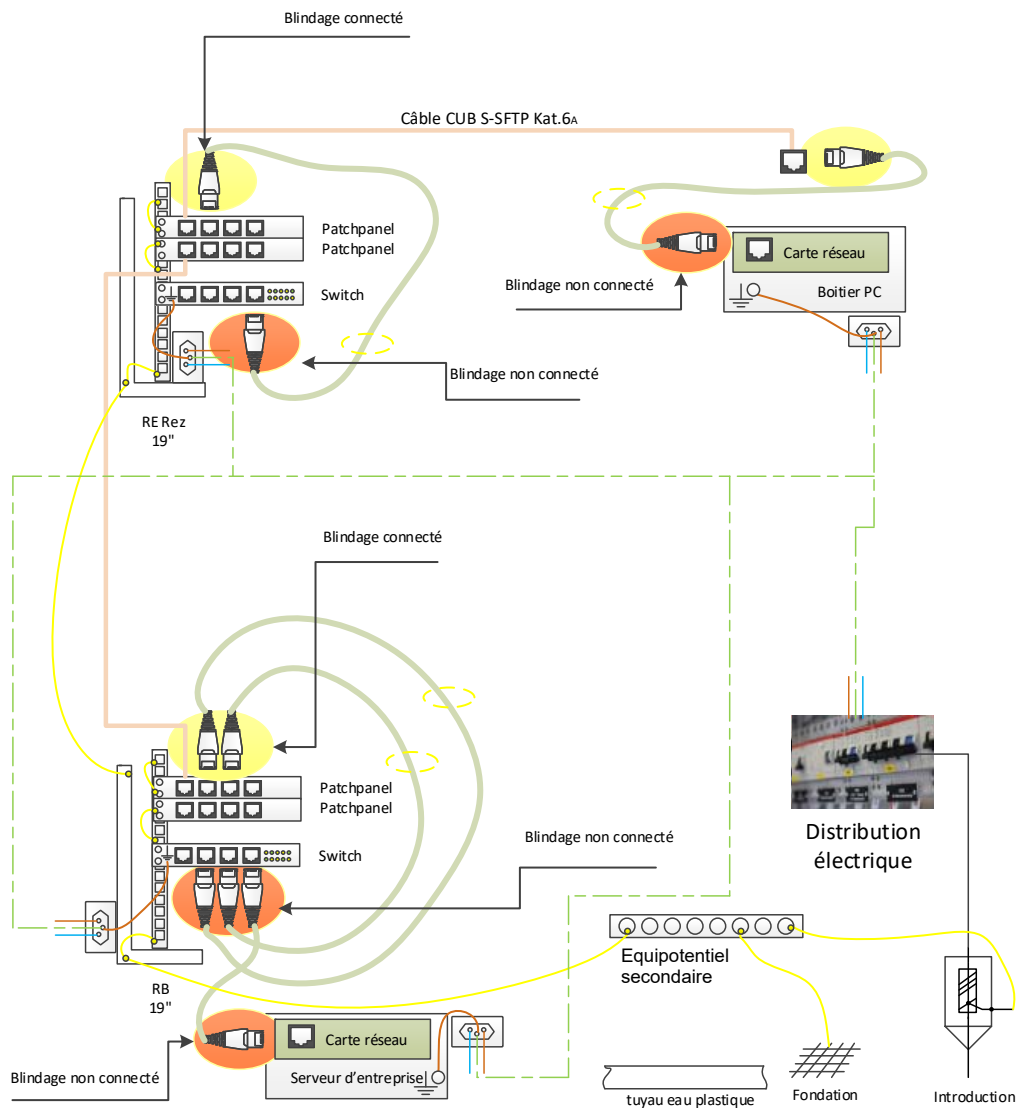 Blindage connecté
Câble CUB S-SFTP Kat.6A
Patchpanel
Patchpanel
Switch
Carte réseau
Boitier PC
Blindage non connecté
Blindage non connecté
RE Rez
19"
Blindage connecté
Patchpanel
Patchpanel
Switch
Blindage non connecté
Distribution
électrique
Equipotentiel
secondaire
RB
19"
Carte réseau
Serveur d'entreprise
Blindage non connecté
tuyau eau plastique
Fondation
Introduction